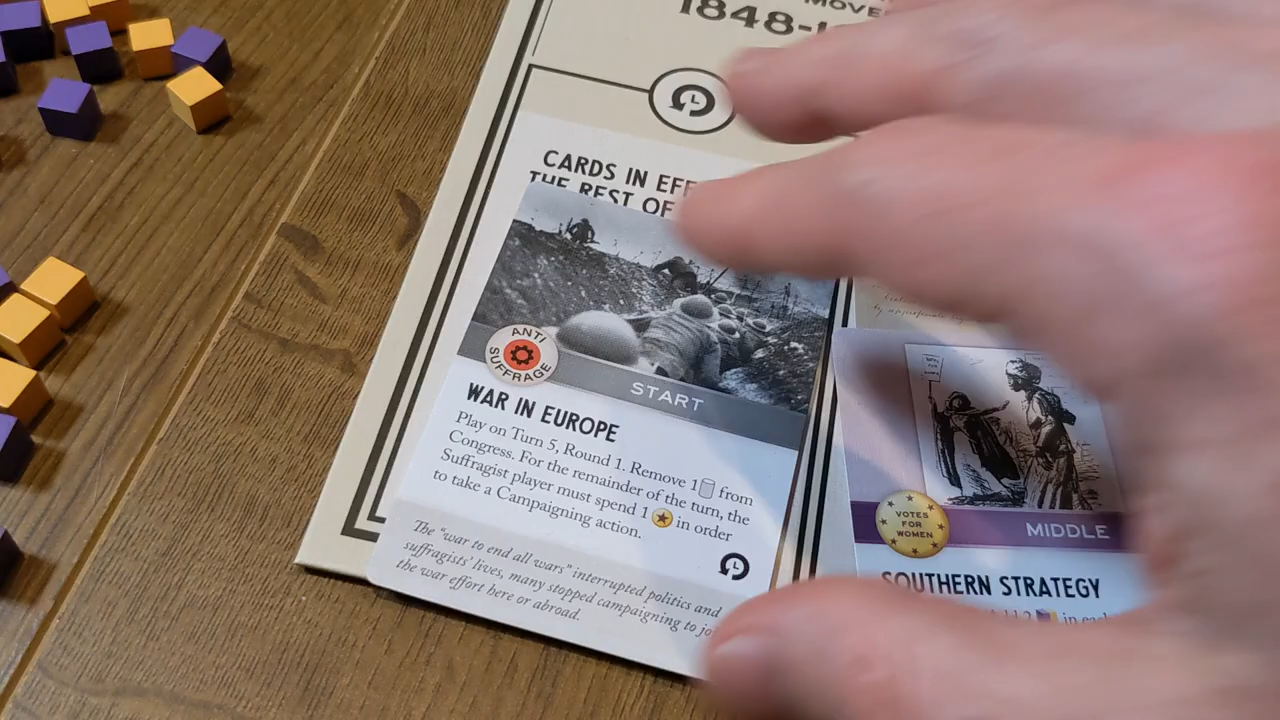 1848-
CARDS IN
THE REST OF
ANTI
SUFFRAGE
START
WAR IN EUROPE
Play on Turn 5, Round 1. Remove 1 from
Congress. For the remainder of the turn, the
Suffragist player must spend 1 in order
to take a Campaigning action.
The "war to end all wars" interrupted politics and
suffragists' lives, many stopped campaigning to
the war effort here or abroad.
VOTES
FOR
WOMEN
MIDDLE
SOUTHERN STRATEGY
2 in each